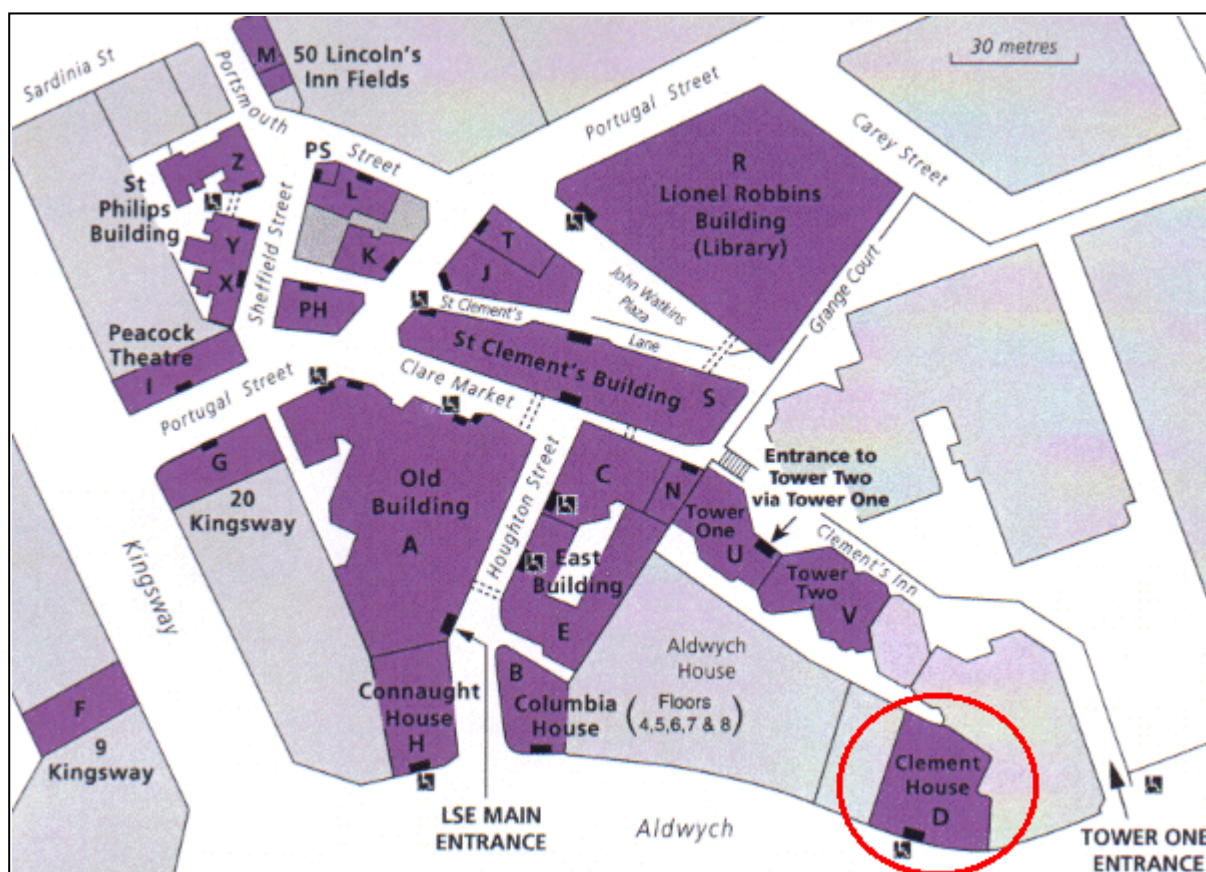 Sardinia St
M
50 Lincoln's
Inn Fields
Portsmouth
Street
30 metres
Portugal Street
Carey Street
PS
Z
L
St
Philips
Building
Sheffield Street
Y
X
K
T
J
R
Lionel Robbins
Building
(Library)
John Watkins
Plaza
Grange Court
PH
St Clement's
Lane
Peacock
Theatre
I
St Clement's Building
S
Clare Market
Portugal Street
G
20
Kingsway
Old
Building
A
Houghton Street
C
N
Entrance to
Tower Two
via Tower One
Tower
One
U
Tower
Two
V
Clement's Inn
East
Building
E
Kingsway
F
9
Kingsway
Connaught
House
H
B
Columbia
House
Aldwych
House
(Floors
4,5,6,7 & 8)
Clement
House
D
LSE MAIN
ENTRANCE
Aldwych
TOWER ONE
ENTRANCE